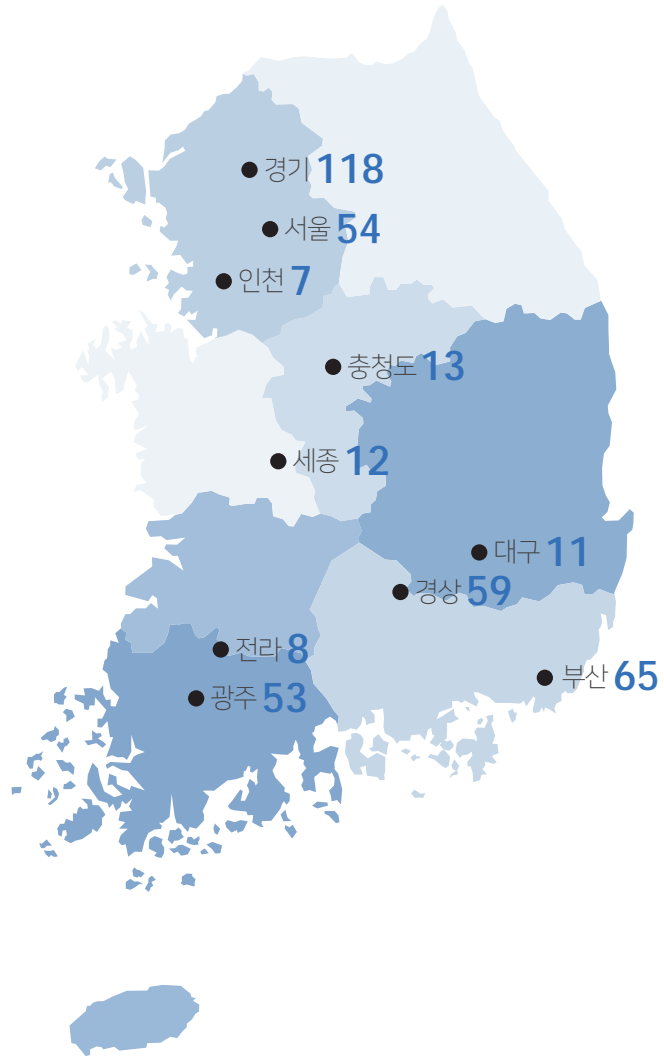 경기 118
서울 54
인천 7
충청도 13
세종 12
대구 11
경상 59
전라 8
부산 65
광주 53